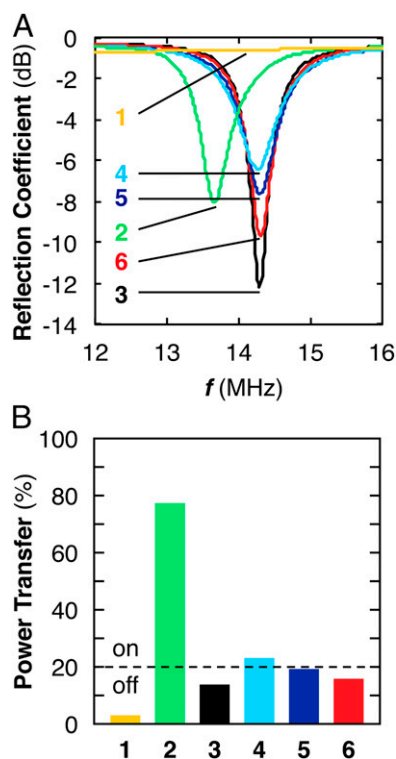 A
Reflection Coefficient (dB)
0
-2
-4
-6
-8
-10
-12
-14
1
4
5
2
6
3
12 13 14 15 16
f (MHz)
B
Power Transfer (%)
100
80
60
40
20
0
on
off
1 2 3 4 5 6